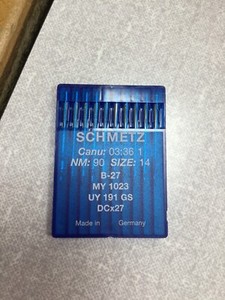 SCHMETZ
Canu: 03:36 1
NM: 90 SIZE: 14
B-27
MY 1023
UY 191 GS
DCx27
Made in Germany